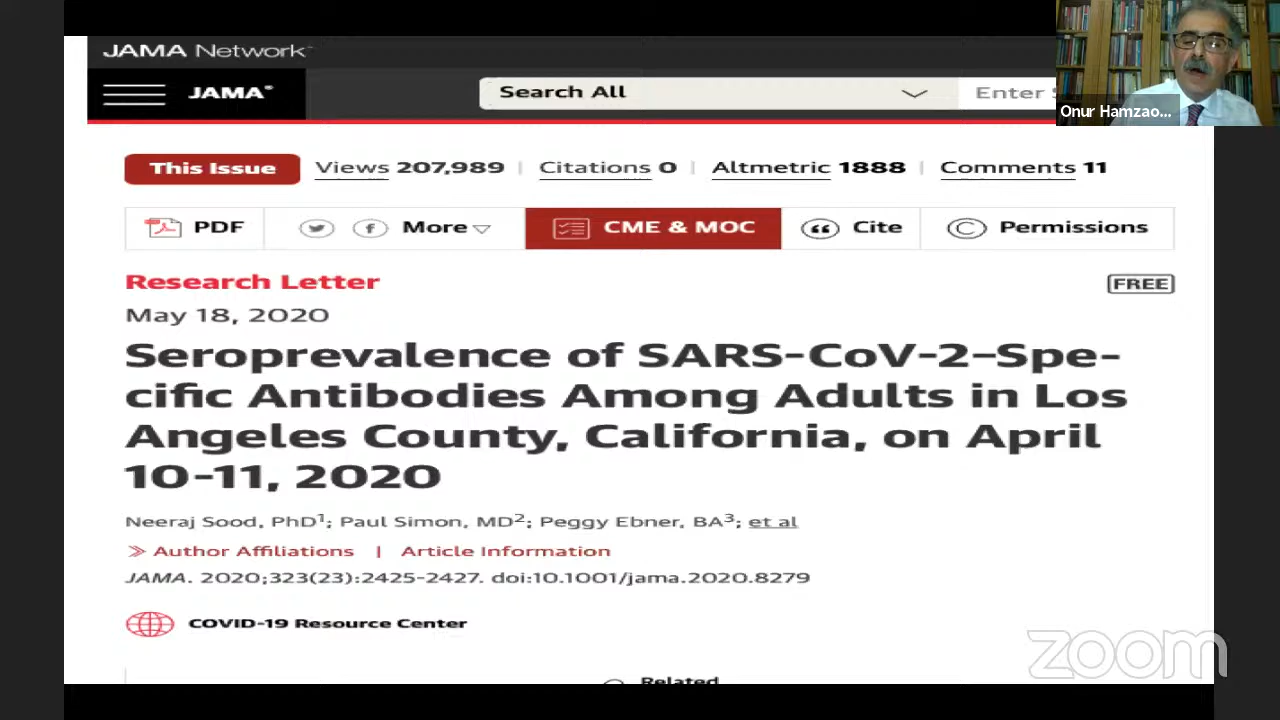 JAMA Network
JAMA®
Search All
Enter
Onur Hamzao...
This Issue
Views 207,989 | Citations 0 | Altmetric 1888 | Comments 11
PDF
More
CME & MOC
Cite
Permissions
Research Letter
FREE
May 18, 2020
Seroprevalence of SARS-CoV-2–Spe-
cific Antibodies Among Adults in Los
Angeles County, California, on April
10-11, 2020
Neeraj Sood, PhD1; Paul Simon, MD2; Peggy Ebner, BA3; et al
Author Affiliations | Article Information
JAMA. 2020;323(23):2425-2427. doi:10.1001/jama.2020.8279
COVID-19 Resource Center
Related
zoom